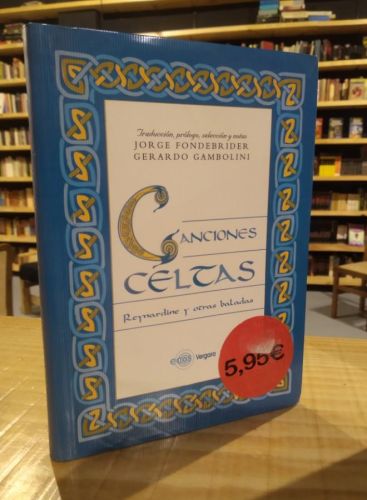 Traducción, prólogo, selección y notas
JORGE FONDEBRIDER
GERARDO GAMBOLINI
CANCIONES
CELTAS
Reynardine y otras baladas
Vergara
5,95€